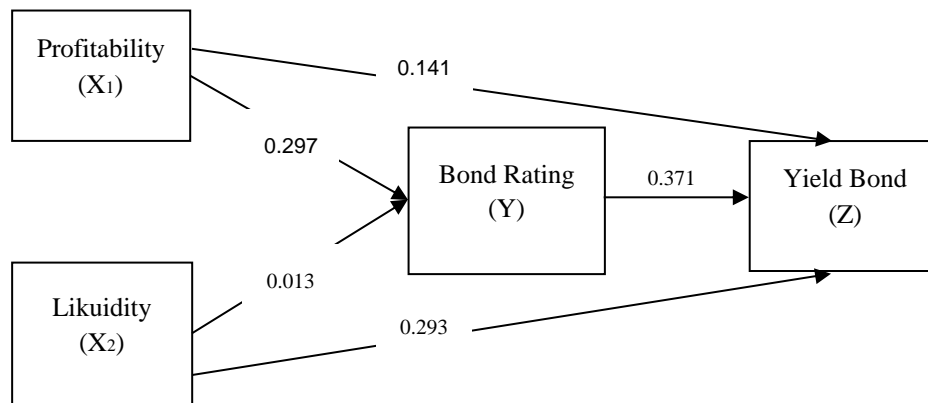 Profitability
(X1)
0.141
0.297
Bond Rating
(Y)
0.371
Yield Bond
(Z)
0.013
Likuidity
(X2)
0.293